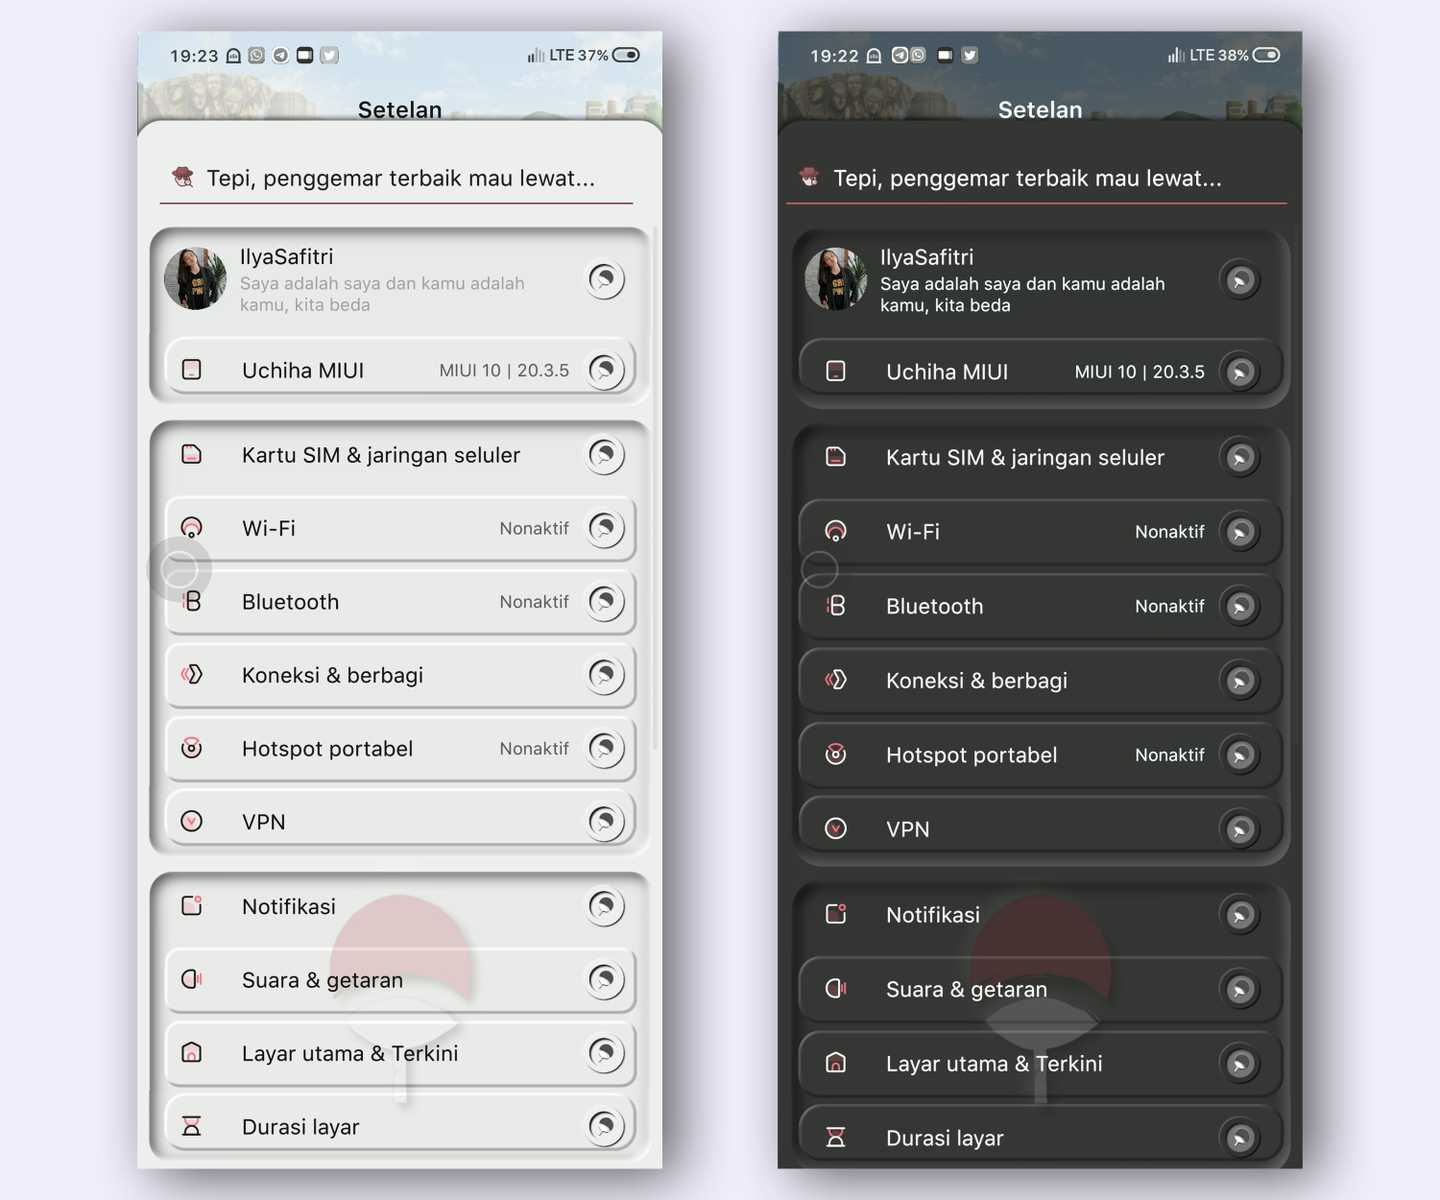 19:23
LTE 37%
Setelan
Tepi, penggemar terbaik mau lewat...
IlyaSafitri
Saya adalah saya dan kamu adalah
kamu, kita beda
Uchiha MIUI
MIUI 10 | 20.3.5
Kartu SIM & jaringan seluler
Wi-Fi
Nonaktif
Bluetooth
Nonaktif
Koneksi & berbagi
Hotspot portabel
Nonaktif
VPN
Notifikasi
Suara & getaran
Layar utama & Terkini
Durasi layar
19:22
LTE 38%
Setelan
Tepi, penggemar terbaik mau lewat...
IlyaSafitri
Saya adalah saya dan kamu adalah
kamu, kita beda
Uchiha MIUI
MIUI 10 | 20.3.5
Kartu SIM & jaringan seluler
Wi-Fi
Nonaktif
Bluetooth
Nonaktif
Koneksi & berbagi
Hotspot portabel
Nonaktif
VPN
Notifikasi
Suara & getaran
Layar utama & Terkini
Durasi layar